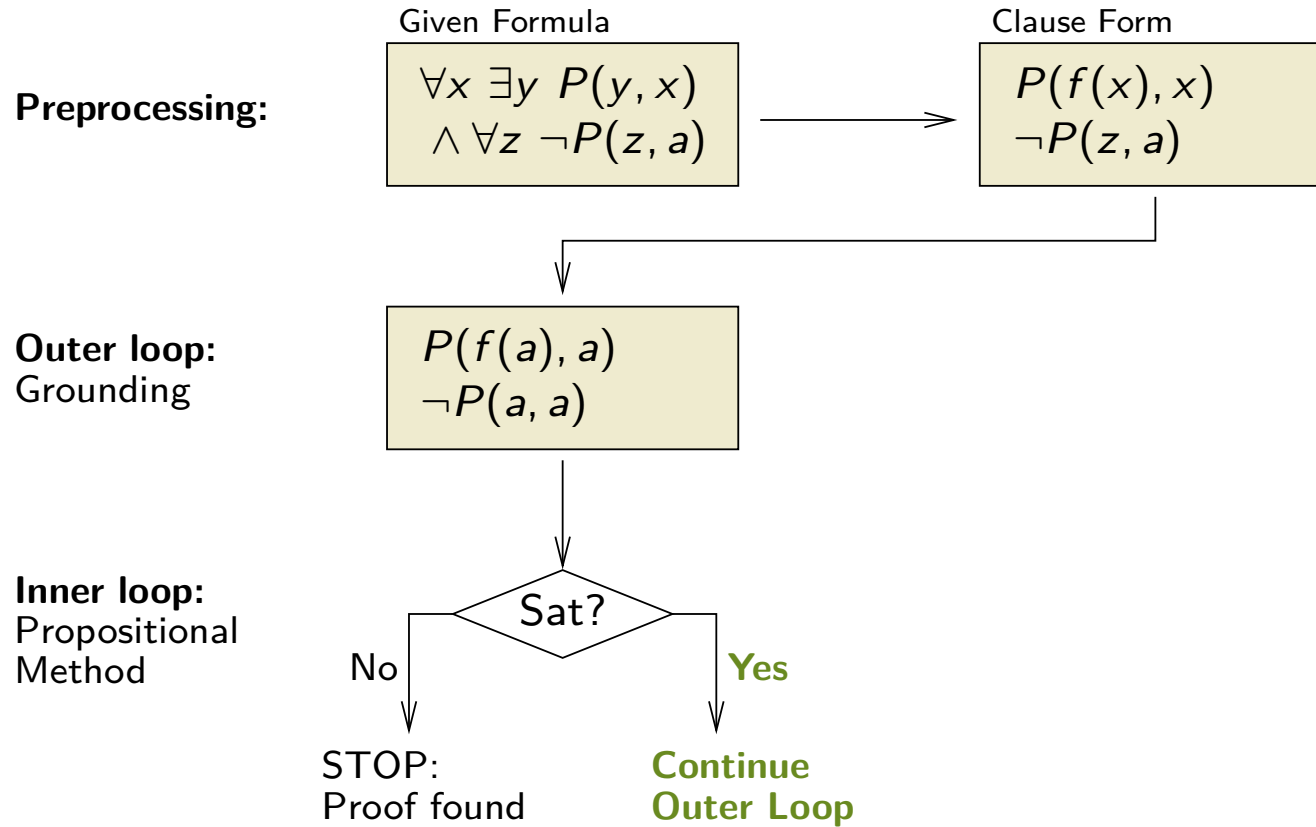 Given Formula
Clause Form
Preprocessing:
∀x ∃y P(y, x)
∧ ∀z ¬P(z, a)
P(f(x), x)
¬P(z, a)
Outer loop:
Grounding
P(f(a), a)
¬P(a, a)
Inner loop:
Propositional
Method
Sat?
No
Yes
STOP:
Proof found
Continue
Outer Loop